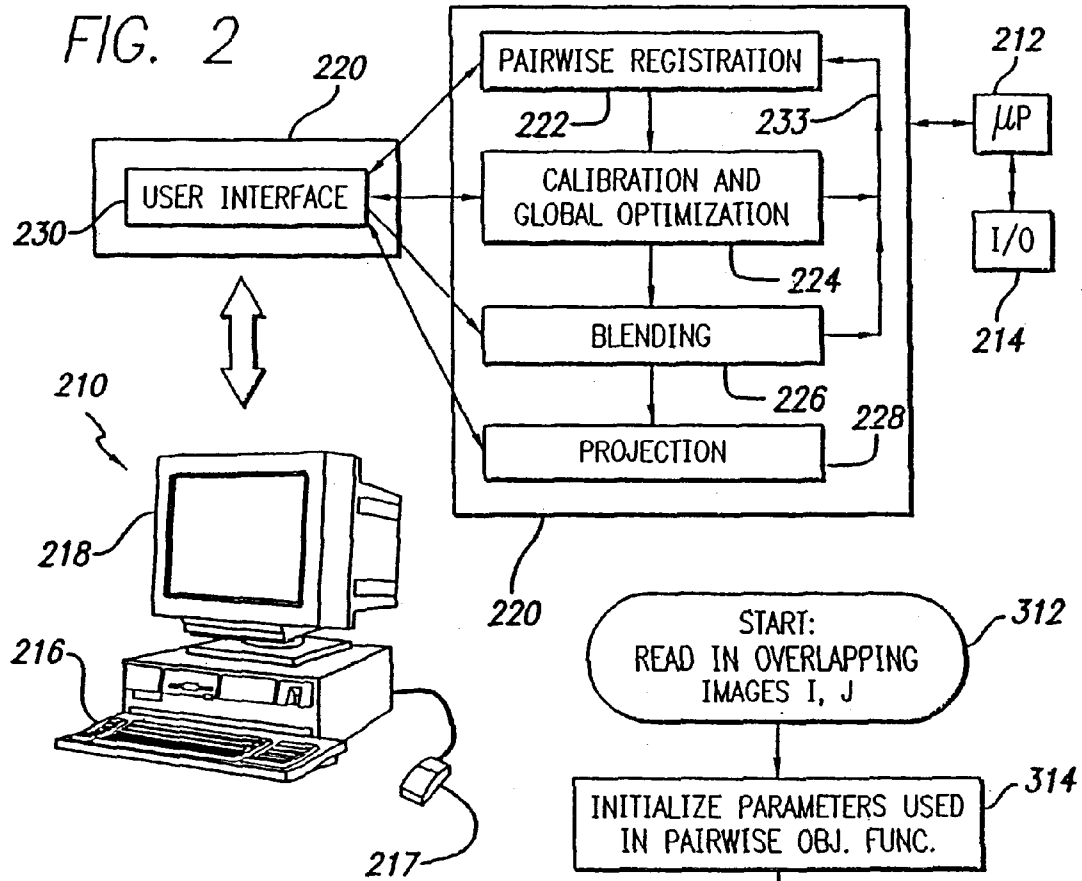 FIG. 2
220
PAIRWISE REGISTRATION
222
233
212
μP
USER INTERFACE
230
CALIBRATION AND
GLOBAL OPTIMIZATION
224
I/O
214
BLENDING
226
210
PROJECTION
228
218
220
216
217
START:
READ IN OVERLAPPING
IMAGES I, J
312
INITIALIZE PARAMETERS USED
IN PAIRWISE OBJ. FUNC.
314